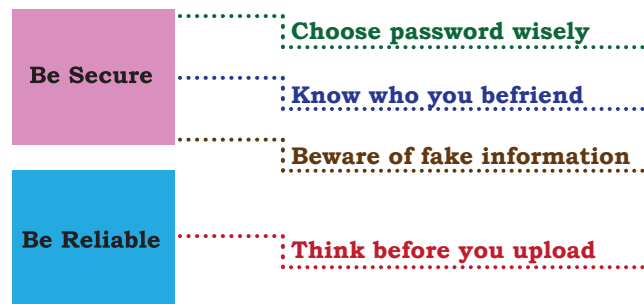 Be Secure
Choose password wisely
Know who you befriend
Beware of fake information
Be Reliable
Think before you upload